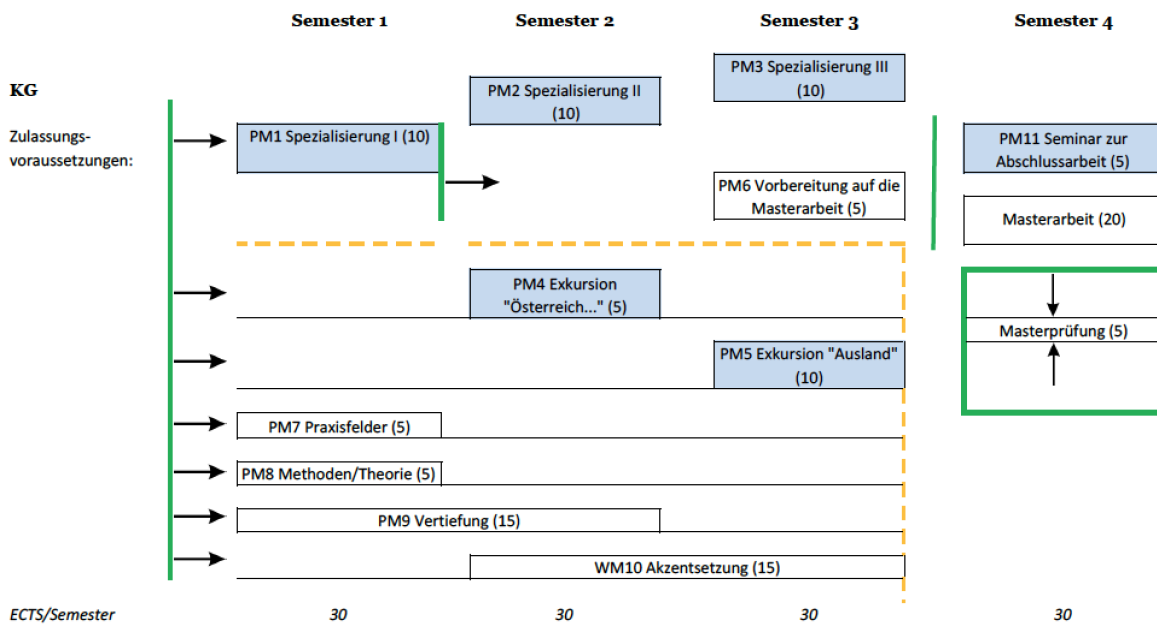 Semester 1
Semester 2
Semester 3
Semester 4
KG
Zulassungs-
voraussetzungen:
PM1 Spezialisierung I (10)
PM2 Spezialisierung II
(10)
PM3 Spezialisierung III
(10)
PM11 Seminar zur
Abschlussarbeit (5)
PM6 Vorbereitung auf die
Masterarbeit (5)
Masterarbeit (20)
PM4 Exkursion
"Österreich..." (5)
Masterprüfung (5)
PM5 Exkursion "Ausland"
(10)
PM7 Praxisfelder (5)
PM8 Methoden/Theorie (5)
PM9 Vertiefung (15)
WM10 Akzentsetzung (15)
ECTS/Semester
30
30
30
30